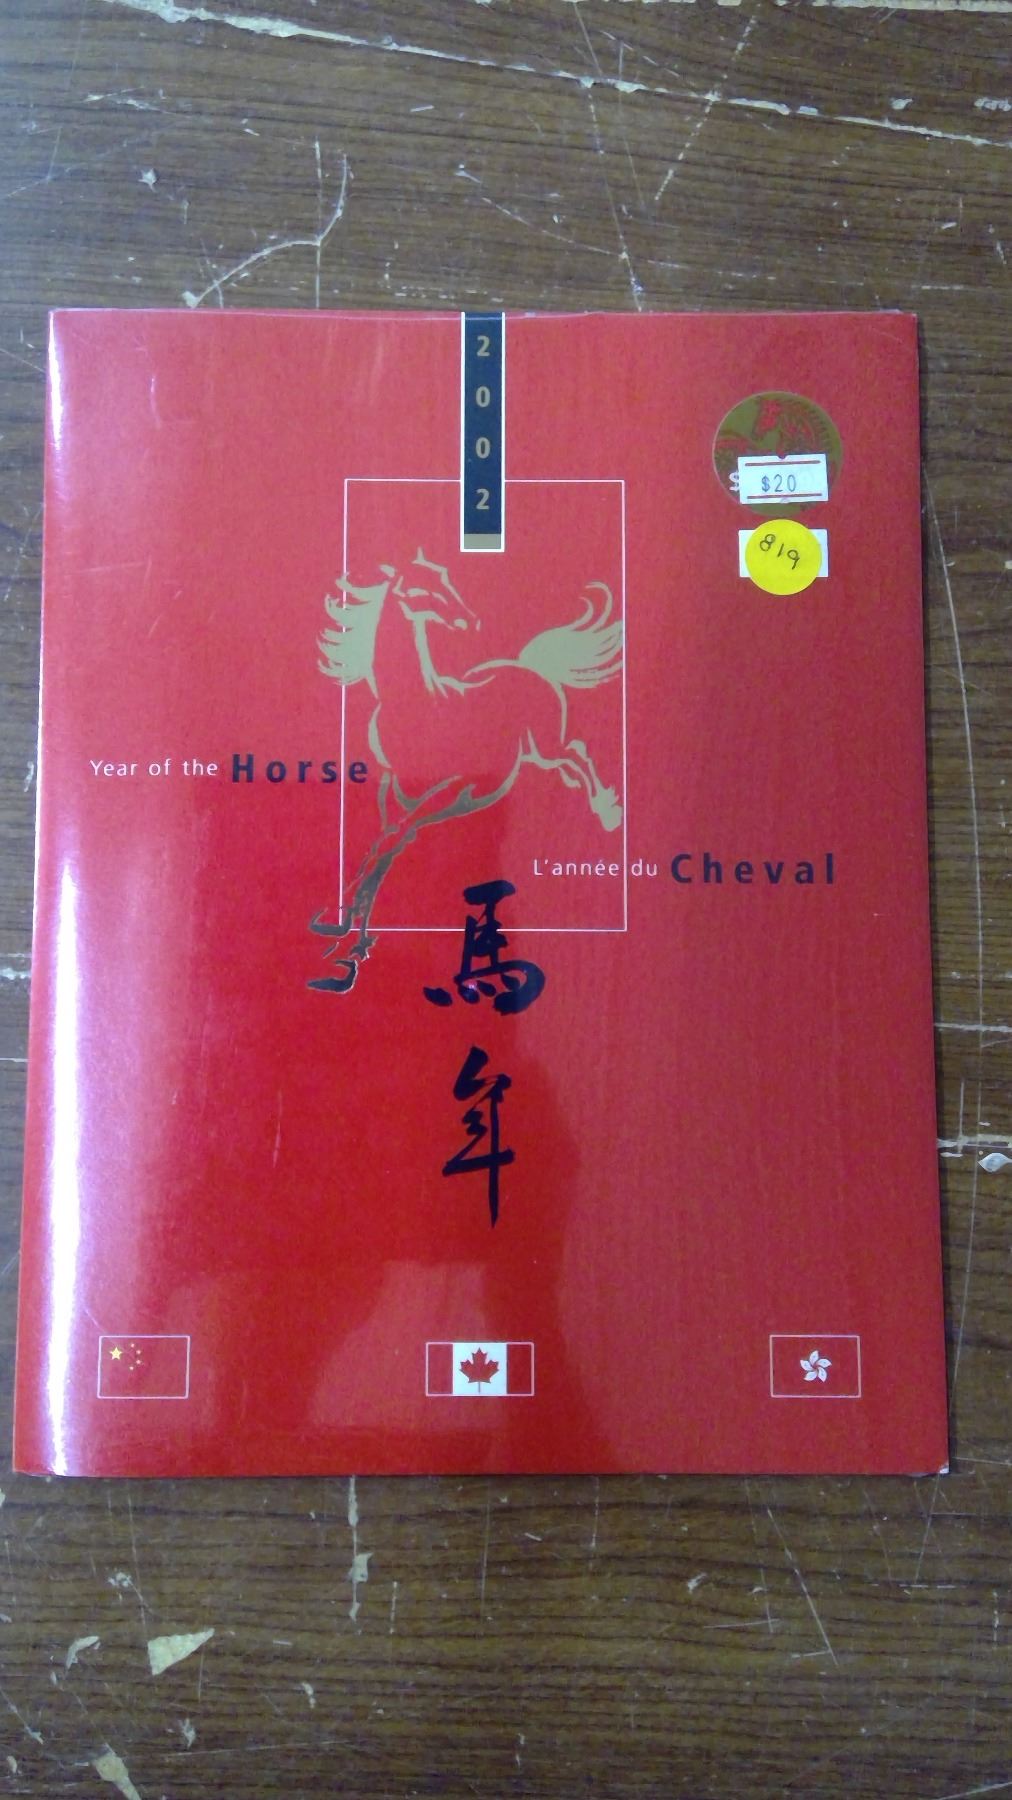 2002
$20
819
Year of the Horse
L'année du Cheval
馬年